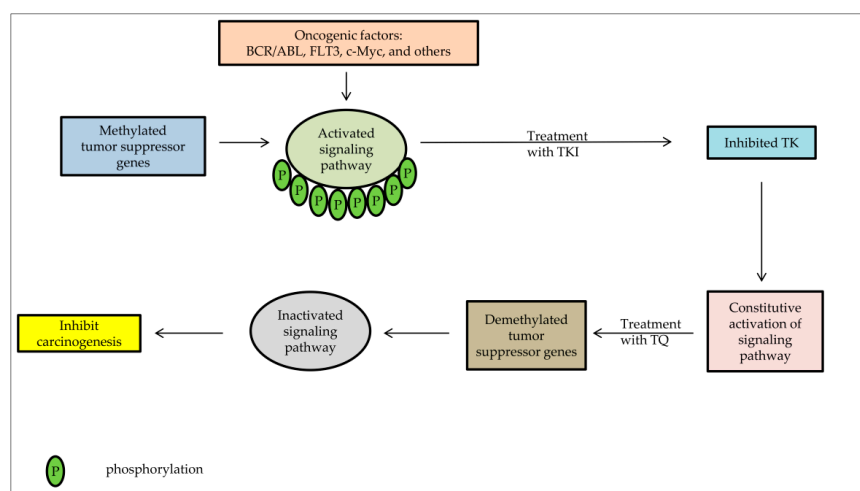 Oncogenic factors:
BCR/ABL, FLT3, c-Myc, and others
Methylated
tumor suppressor
genes
Activated
signaling
pathway
P
P
P
P
P
P
P
P
Treatment
with TKI
Inhibited TK
Inhibit
carcinogenesis
Inactivated
signaling
pathway
Demethylated
tumor
suppressor genes
Treatment
with TQ
Constitutive
activation of
signaling
pathway
P
phosphorylation